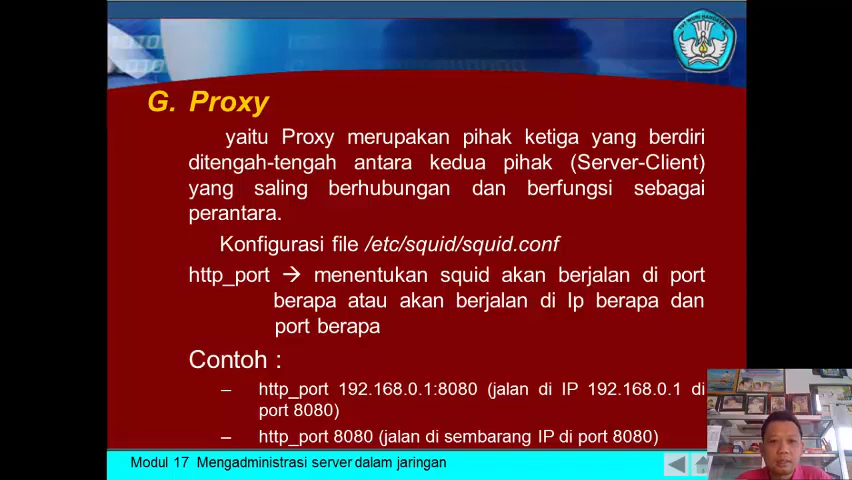 G. Proxy
yaitu Proxy merupakan pihak ketiga yang berdiri
ditengah-tengah antara kedua pihak (Server-Client)
yang saling berhubungan dan berfungsi sebagai
perantara.
Konfigurasi file /etc/squid/squid.conf
http_port → menentukan squid akan berjalan di port
berapa atau akan berjalan di Ip berapa dan
port berapa
Contoh :
– http_port 192.168.0.1:8080 (jalan di IP 192.168.0.1 di
port 8080)
– http_port 8080 (jalan di sembarang IP di port 8080)
Modul 17 Mengadministrasi server dalam jaringan